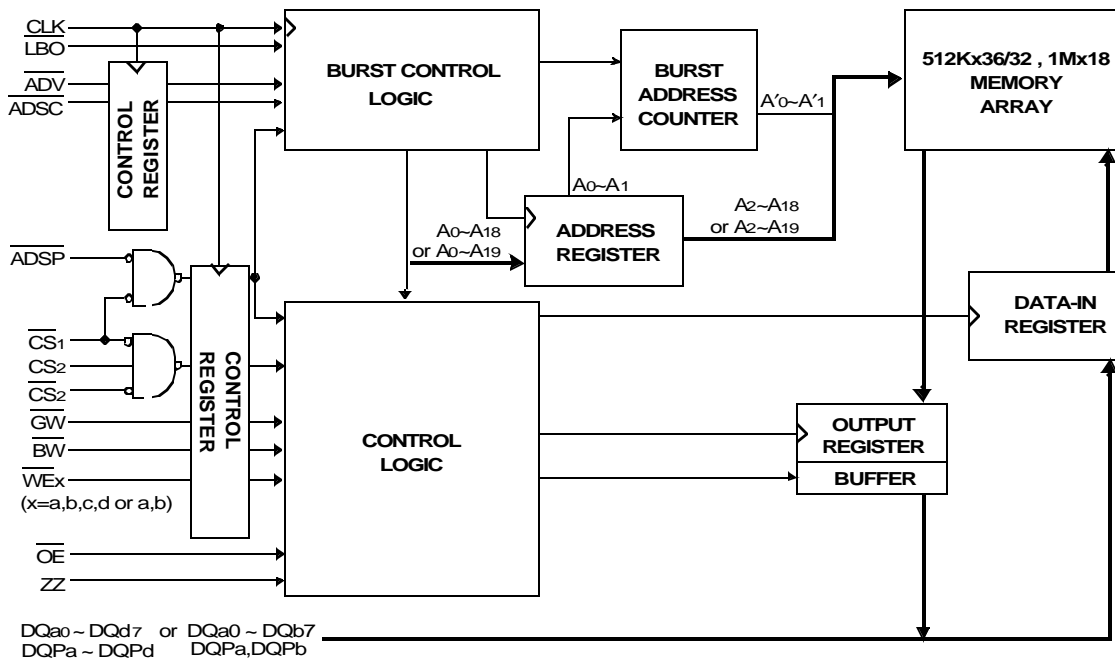 CLK
LBO
ADV
ADSC
CONTROL
REGISTER
BURST CONTROL
LOGIC
BURST
ADDRESS
COUNTER
A′0~A′1
512Kx36/32 , 1Mx18
MEMORY
ARRAY
A0~A1
A0~A18
or A0~A19
ADDRESS
REGISTER
A2~A18
or A2~A19
ADSP
CS1
CS2
CS2
GW
BW
WEx
(x=a,b,c,d or a,b)
CONTROL
REGISTER
CONTROL
LOGIC
DATA-IN
REGISTER
OUTPUT
REGISTER
BUFFER
OE
ZZ
DQa0 ~ DQd7 or DQa0 ~ DQb7
DQPa ~ DQPd DQPa,DQPb